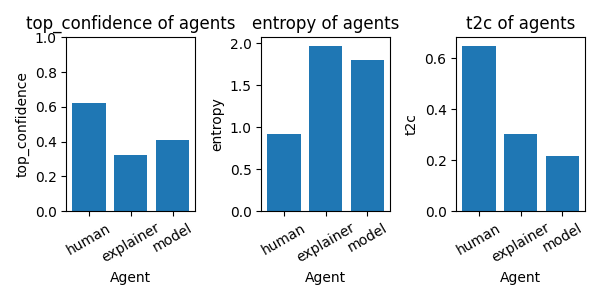 top_confidence of agents
top_confidence
1.0
0.8
0.6
0.4
0.2
0.0
human
explainer
model
Agent
entropy of agents
entropy
2.0
1.5
1.0
0.5
0.0
human
explainer
model
Agent
t2c of agents
t2c
0.6
0.4
0.2
0.0
human
explainer
model
Agent